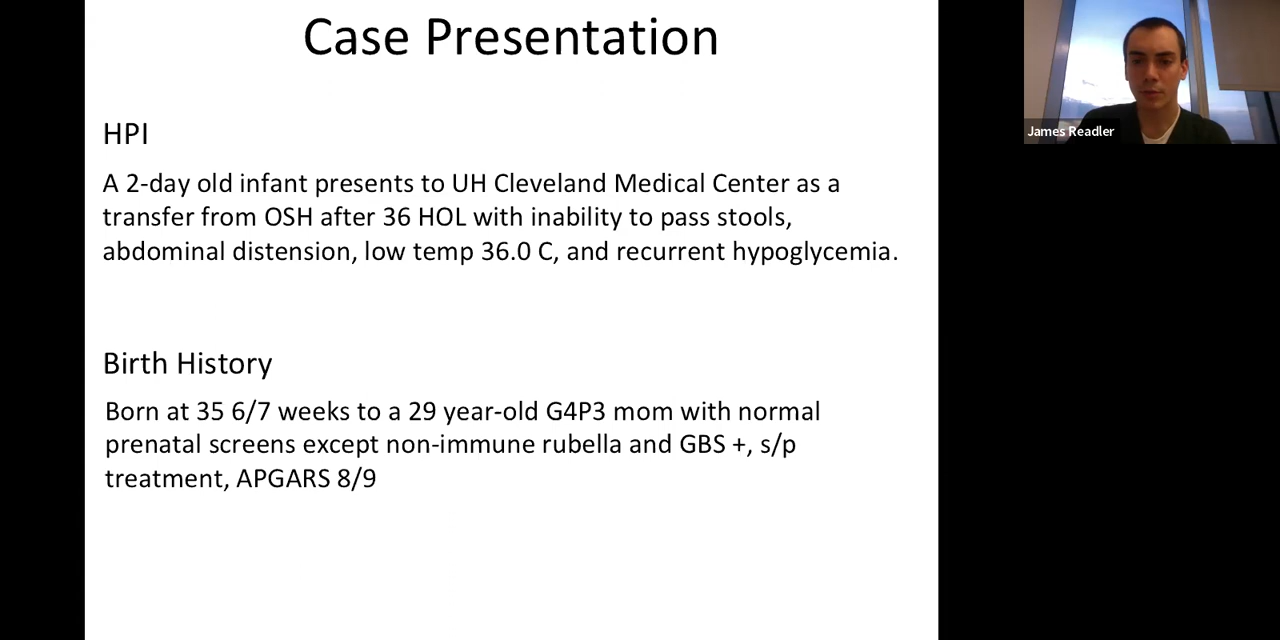 Case Presentation
HPI
A 2-day old infant presents to UH Cleveland Medical Center as a
transfer from OSH after 36 HOL with inability to pass stools,
abdominal distension, low temp 36.0 C, and recurrent hypoglycemia.
Birth History
Born at 35 6/7 weeks to a 29 year-old G4P3 mom with normal
prenatal screens except non-immune rubella and GBS +, s/p
treatment, APGARS 8/9
James Readler